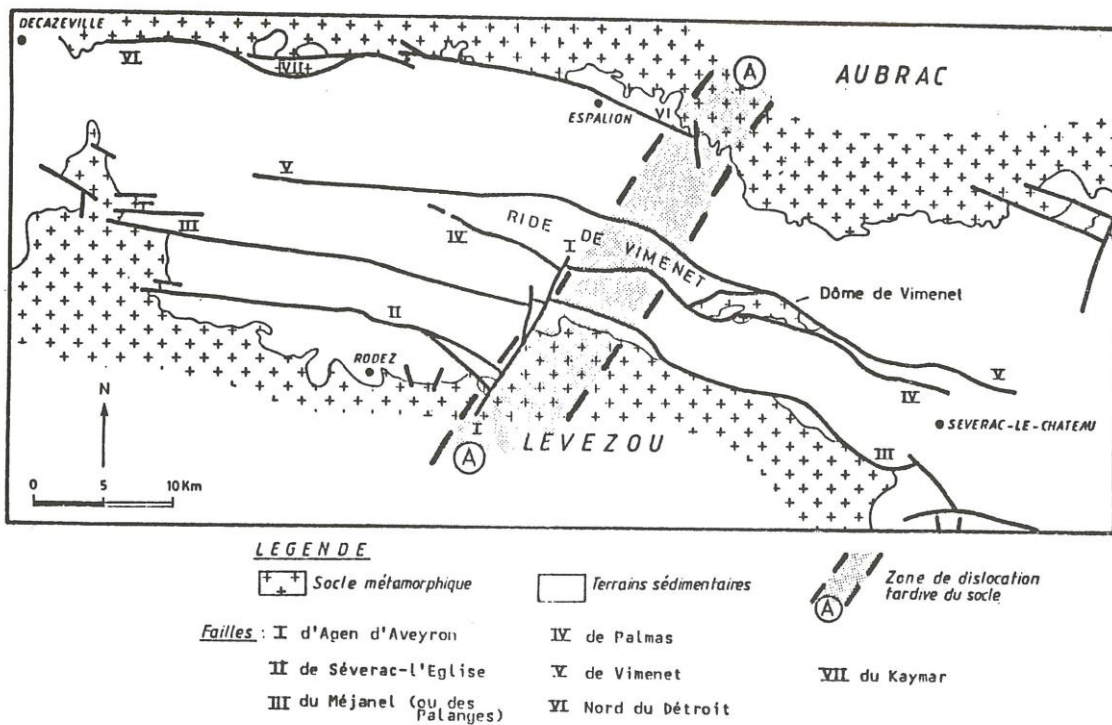 DECAZEVILLE
VI
VII
A
AUBRAC
ESPALION
VI
V
RIDE DE VIMENET
IV
I
III
Dôme de Vimenet
II
RODEZ
V
IV
N
I
A
LEVEZOU
SEVERAC-LE-CHATEAU
III
0 5 10 Km
LEGENDE
Socle métamorphique
Terrains sédimentaires
Zone de dislocation
tardive du socle
A
Failles : I d'Agen d'Aveyron
IV de Palmas
II de Séverac-l'Eglise
V de Vimenet
VII du Kaymar
III du Méjanel (ou des
Palanges)
VI Nord du Détroit